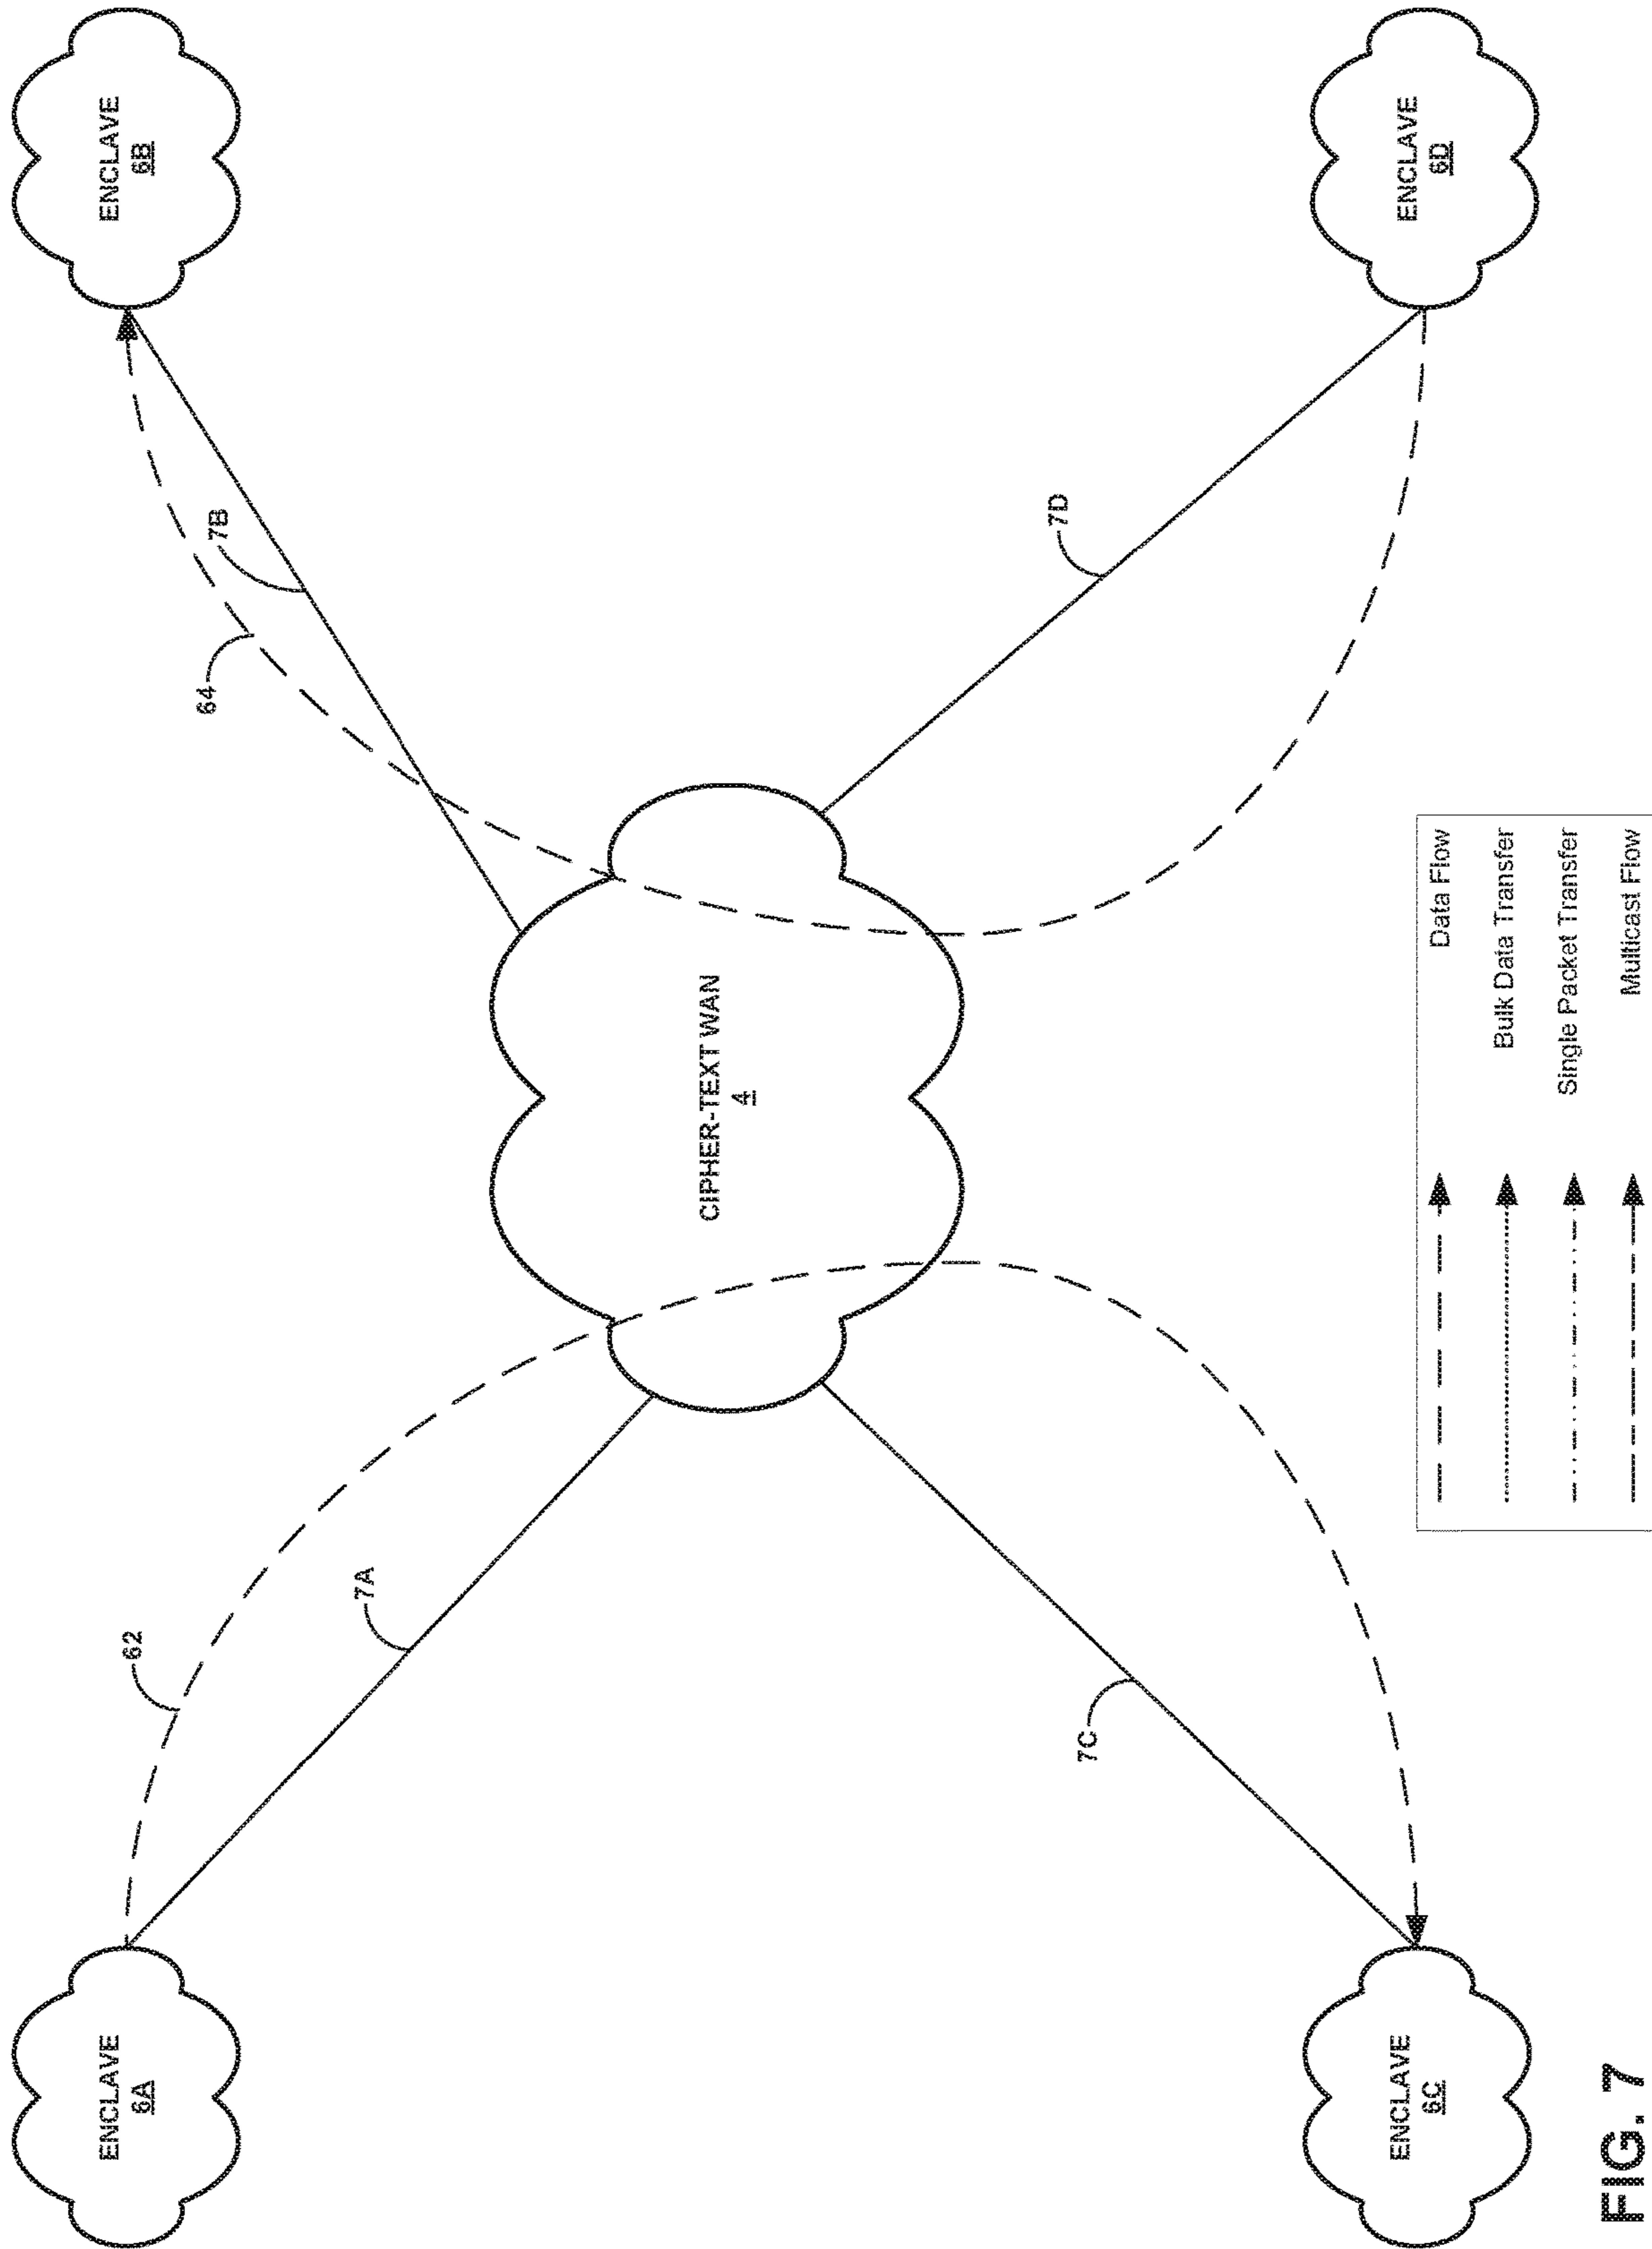 ENCLAVE
6A
ENCLAVE
6B
62
64
7A
7B
CIPHER-TEXT WAN
4
7C
7D
ENCLAVE
6C
ENCLAVE
6D
Data Flow
Bulk Data Transfer
Single Packet Transfer
Multicast Flow
FIG. 7